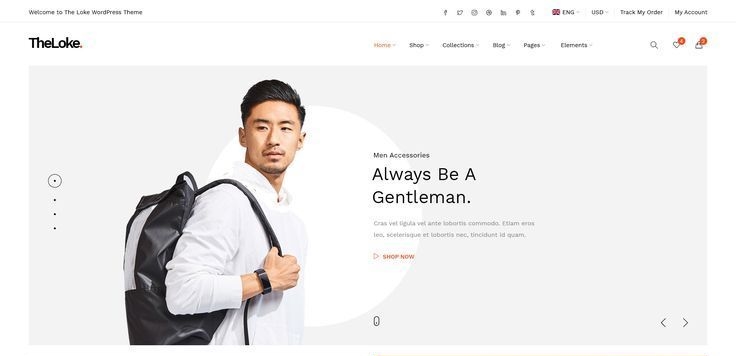 Welcome to The Loke WordPress Theme
ENG USD Track My Order My Account
TheLoke.
Home Shop Collections Blog Pages Elements
Men Accessories
Always Be A
Gentleman.
Cras vel ligula vel ante lobortis commodo. Etiam eros
leo, scelerisque et lobortis nec, tincidunt id quam.
SHOP NOW